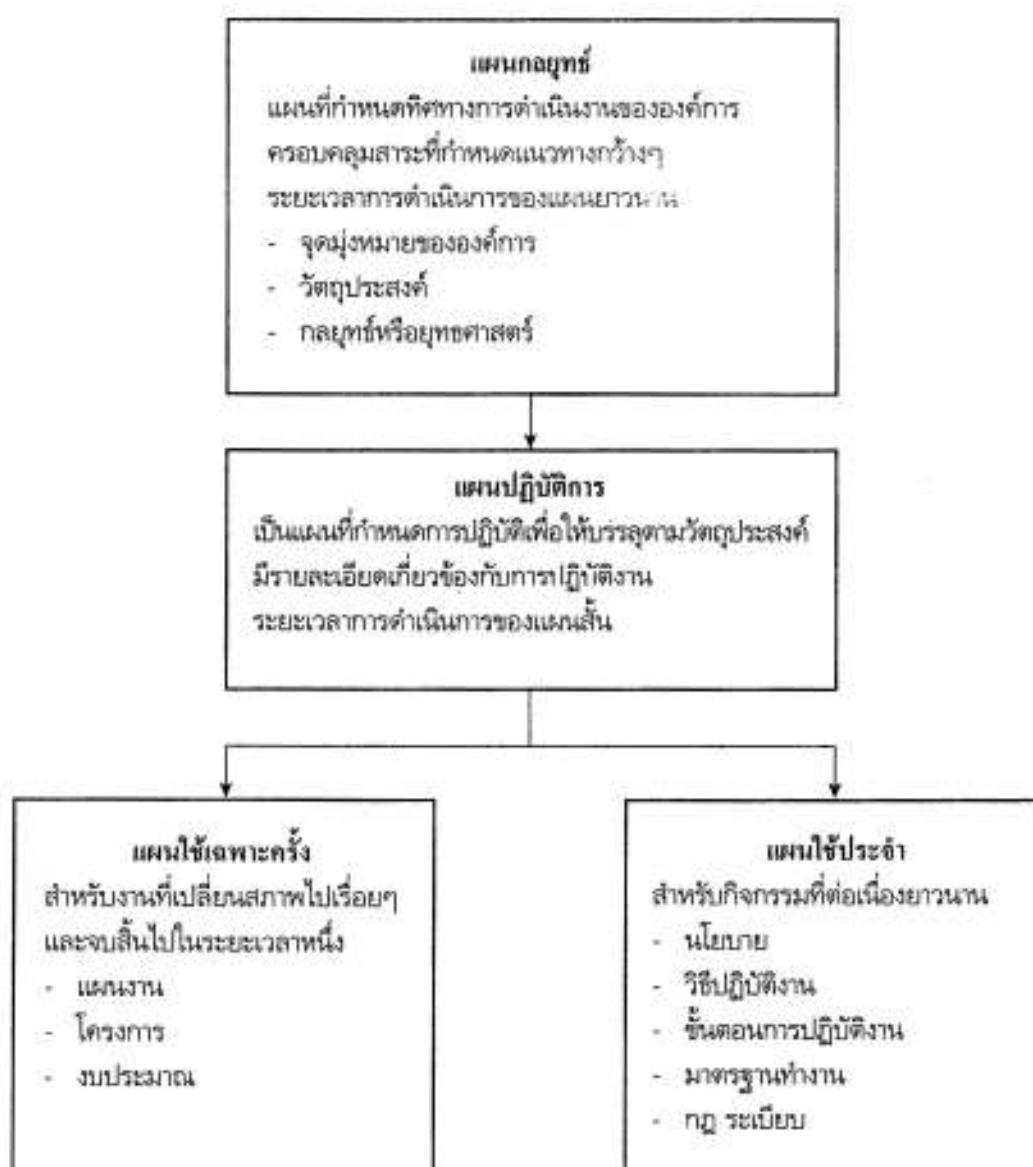 แผนกลยุทธ์
แผนที่กำหนดทิศทางการดำเนินงานขององค์การ
ครอบคลุมสาระที่กำหนดแนวทางกว้างๆ
ระยะเวลาการดำเนินการของแผนยาวนาน
- จุดมุ่งหมายขององค์การ
- วัตถุประสงค์
- กลยุทธ์หรือยุทธศาสตร์
แผนปฏิบัติการ
เป็นแผนที่กำหนดการปฏิบัติเพื่อให้บรรลุตามวัตถุประสงค์
มีรายละเอียดเกี่ยวข้องกับการปฏิบัติงาน
ระยะเวลาการดำเนินการของแผนสั้น
แผนใช้เฉพาะครั้ง
สำหรับงานที่เปลี่ยนสภาพไปเรื่อยๆ
และจบสิ้นไปในระยะเวลาหนึ่ง
- แผนงาน
- โครงการ
- งบประมาณ
แผนใช้ประจำ
สำหรับกิจกรรมที่ต่อเนื่องยาวนาน
- นโยบาย
- วิธีปฏิบัติงาน
- ขั้นตอนการปฏิบัติงาน
- มาตรฐานทำงาน
- กฎ ระเบียบ